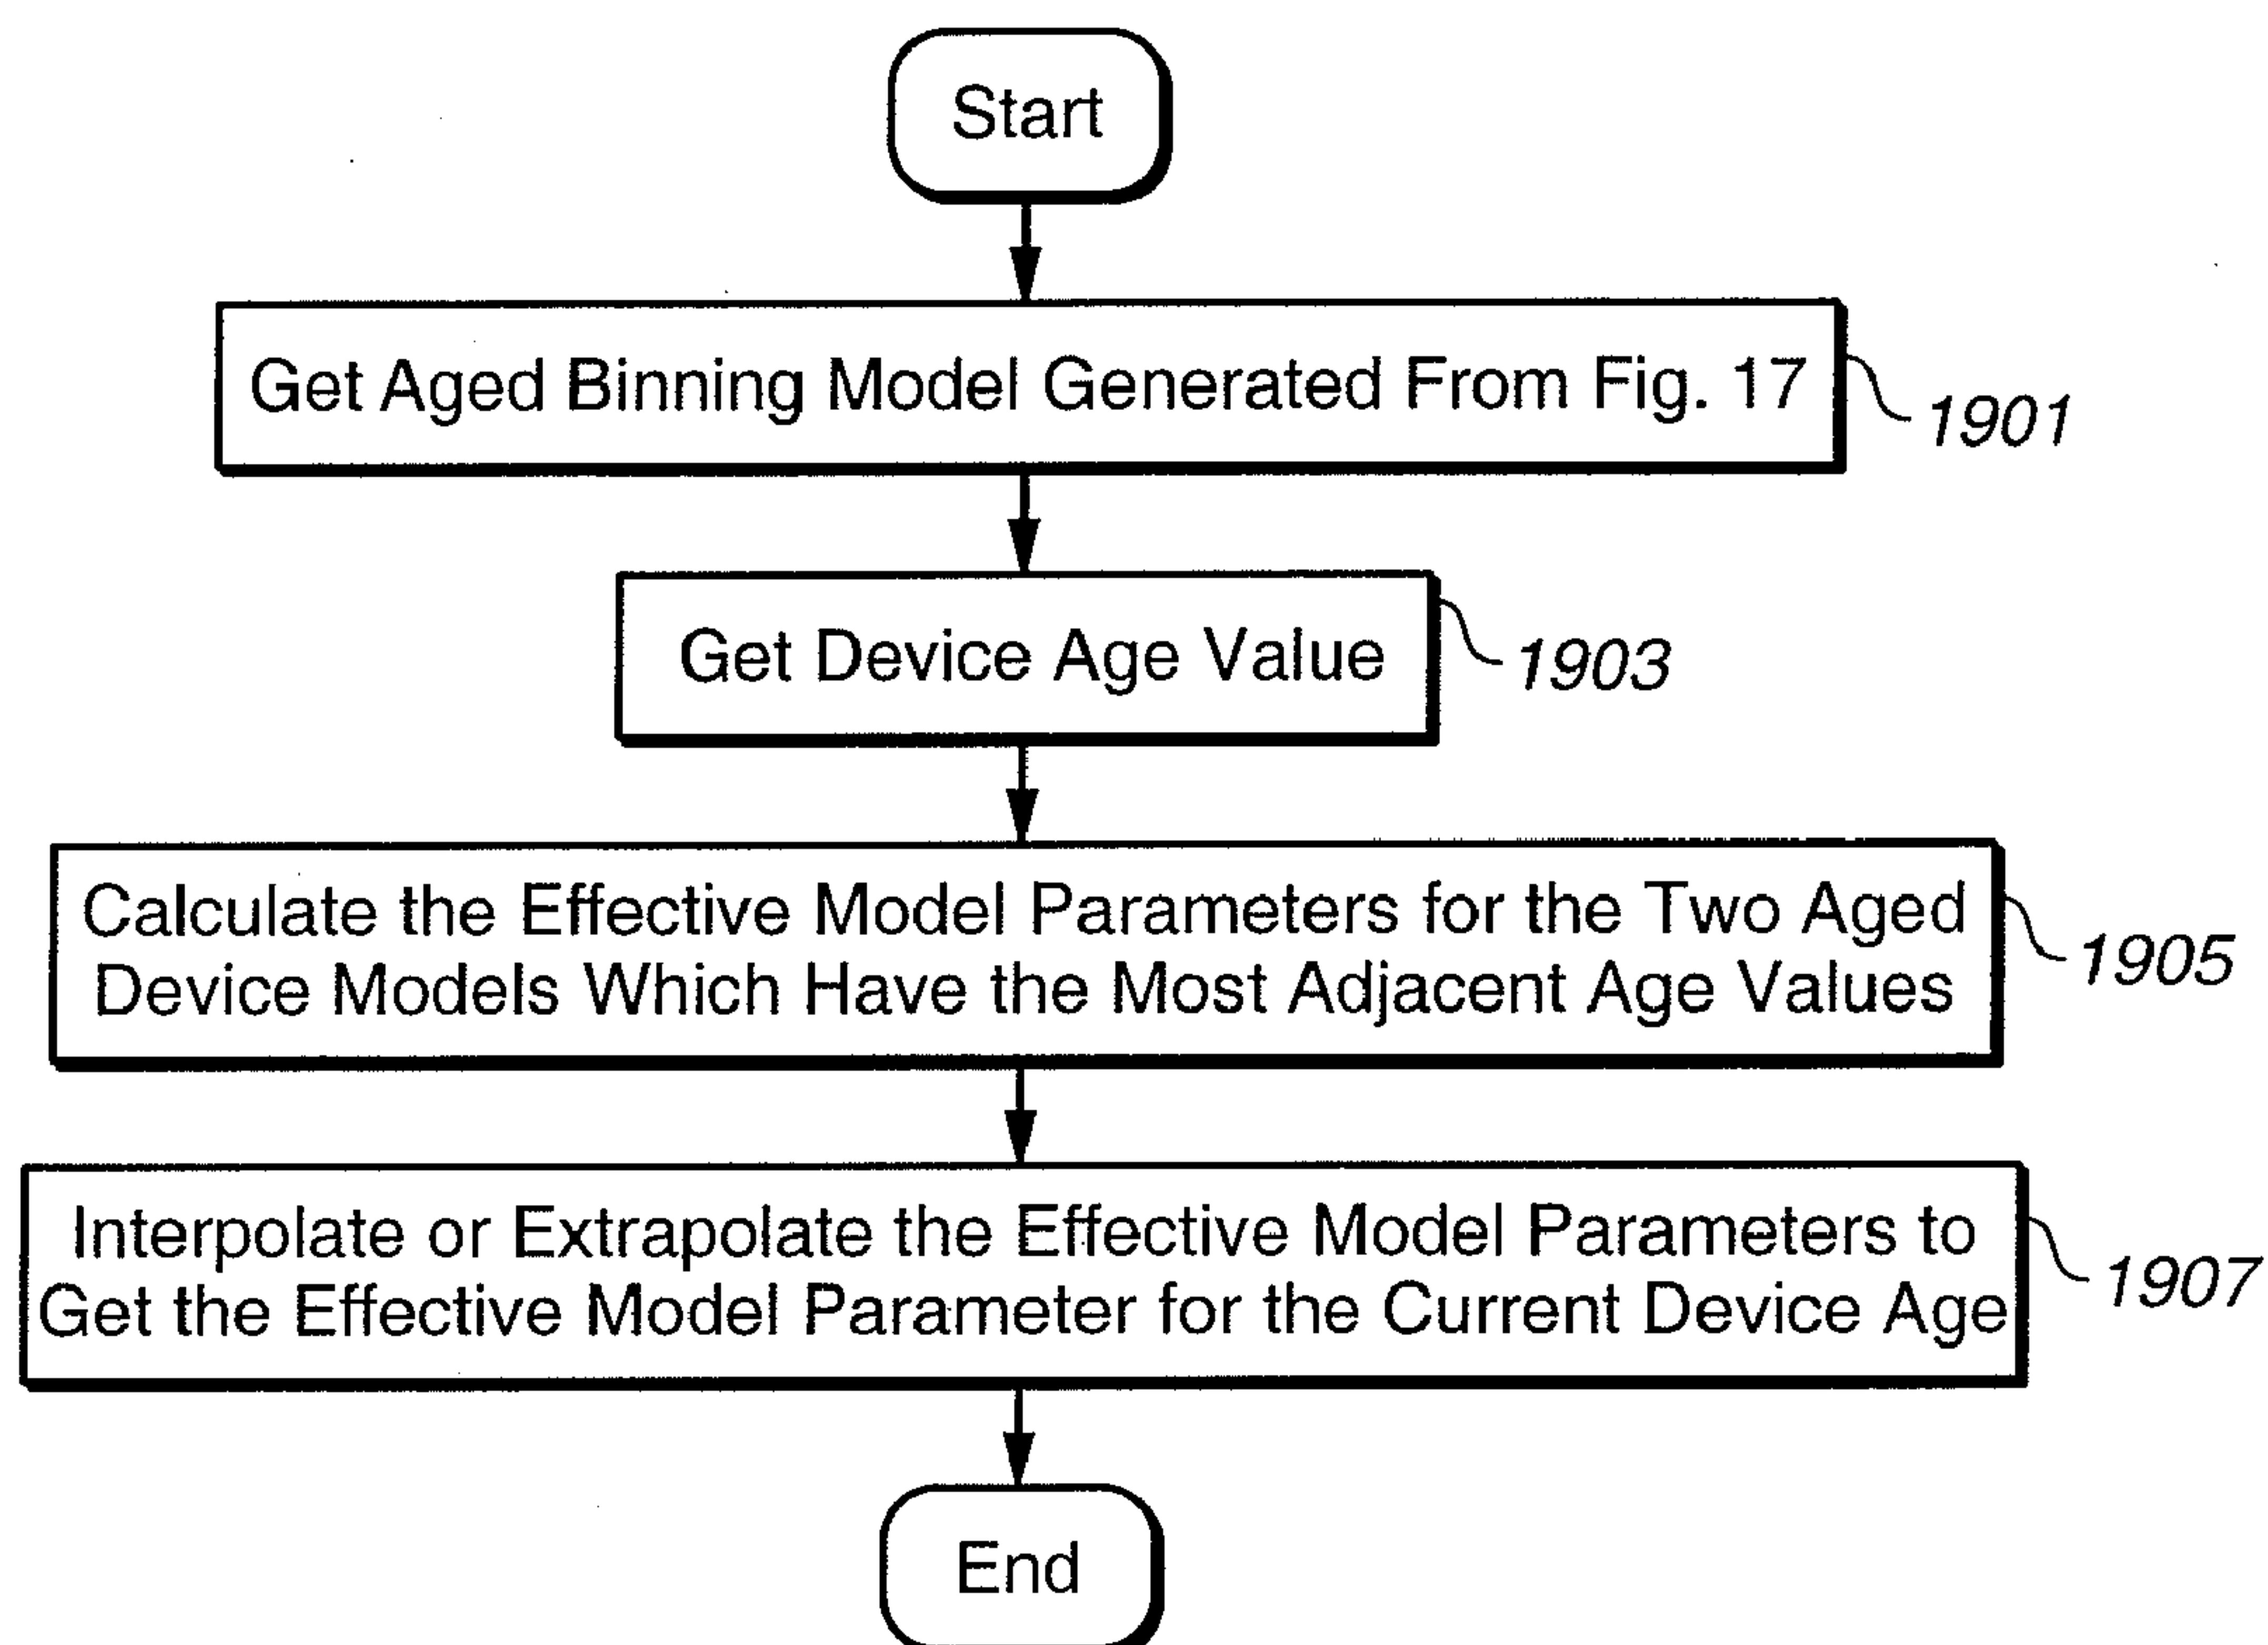 Start
Get Aged Binning Model Generated From Fig. 17
1901
Get Device Age Value
1903
Calculate the Effective Model Parameters for the Two Aged
Device Models Which Have the Most Adjacent Age Values
1905
Interpolate or Extrapolate the Effective Model Parameters to
Get the Effective Model Parameter for the Current Device Age
1907
End